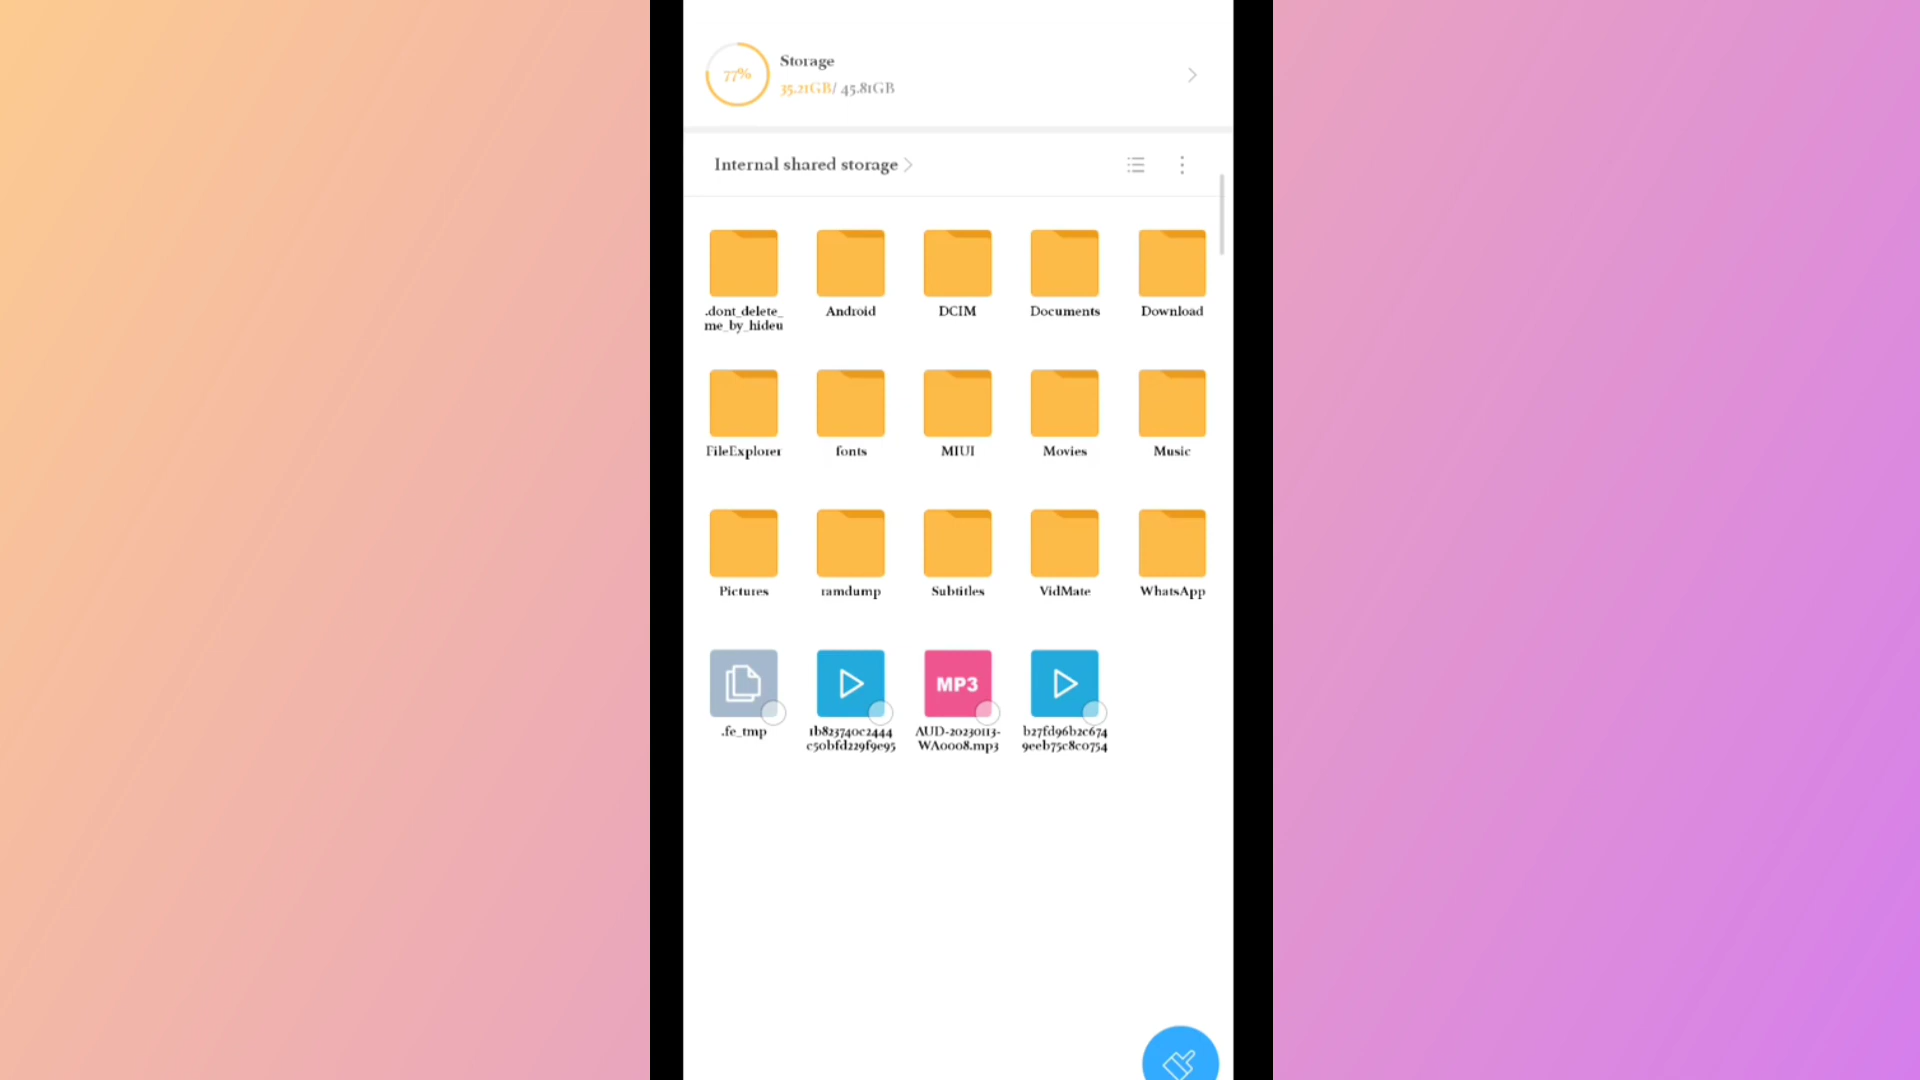 77%
Storage
35.21GB/ 45.81GB
Internal shared storage
.dont_delete_
me_by_hideu
Android
DCIM
Documents
Download
FileExplorer
fonts
MIUI
Movies
Music
Pictures
ramdump
Subtitles
VidMate
WhatsApp
MP3
.fe_tmp
1b823740c2444
c50bfd229f9e95
AUD-20230113-
WA0008.mp3
b27fd96b2c674
9eeb75c8c0754